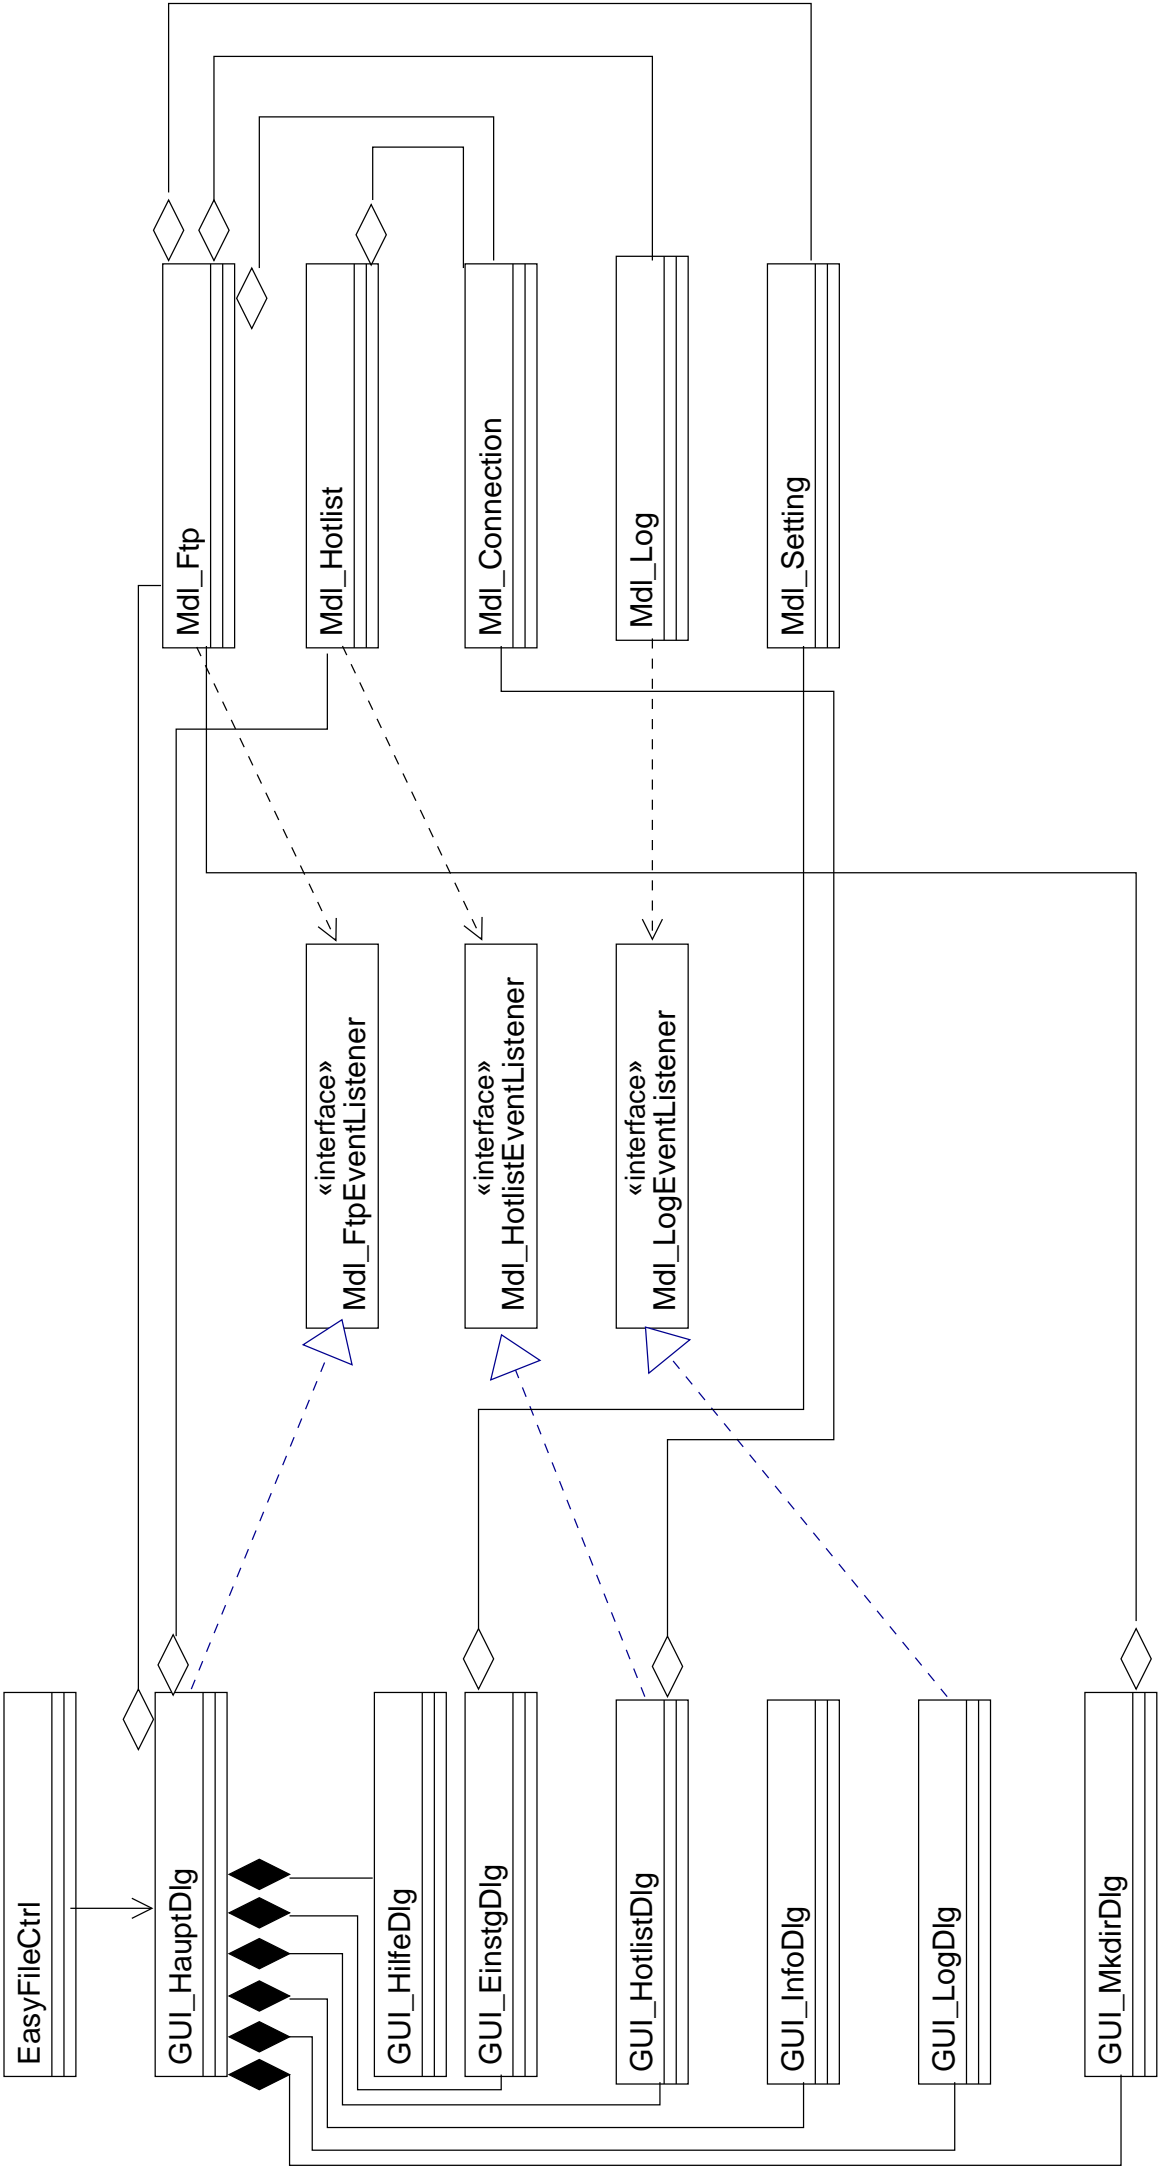 EasyFileCtrl
GUI_HauptDlg
GUI_HilfeDlg
GUI_EinstgDlg
GUI_HotlistDlg
GUI_InfoDlg
GUI_LogDlg
GUI_MkdirDlg
«interface»
Mdl_FtpEventListener
«interface»
Mdl_HotlistEventListener
«interface»
Mdl_LogEventListener
Mdl_Ftp
Mdl_Hotlist
Mdl_Connection
Mdl_Log
Mdl_Setting